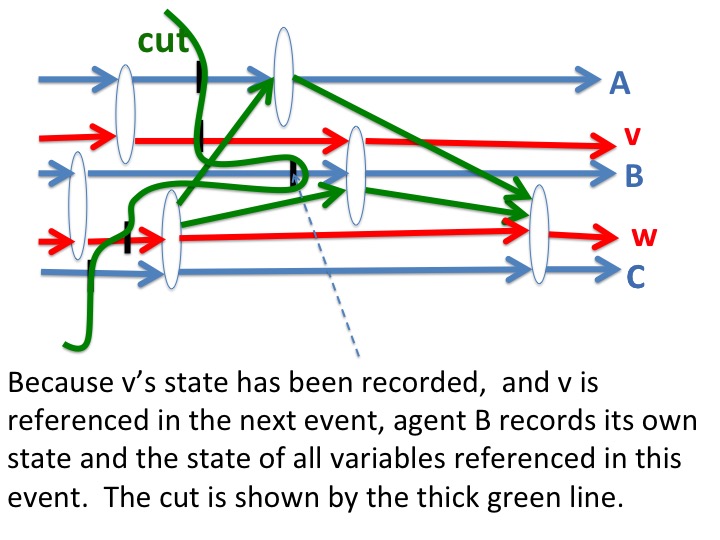 cut
A
v
B
w
C
Because v’s state has been recorded,  and v is
referenced in the next event, agent B records its own
state and the state of all variables referenced in this
event.  The cut is shown by the thick green line.